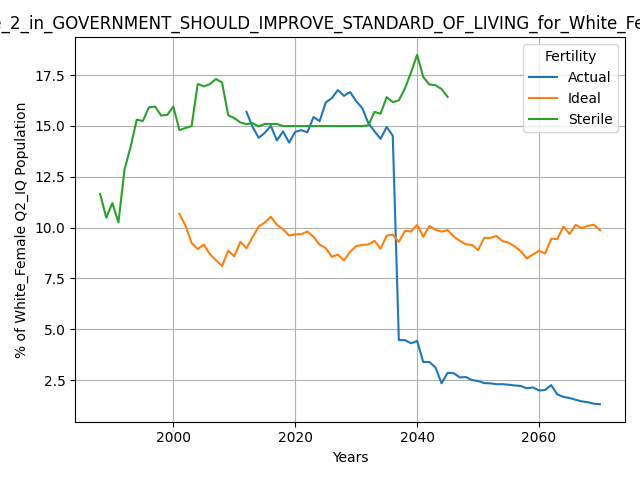 _2_in_GOVERNMENT_SHOULD_IMPROVE_STANDARD_OF_LIVING_for_White_Fe
Fertility
Actual
Ideal
Sterile
17.5
15.0
12.5
10.0
7.5
5.0
2.5
% of White_Female Q2_IQ Population
2000
2020
2040
2060
Years